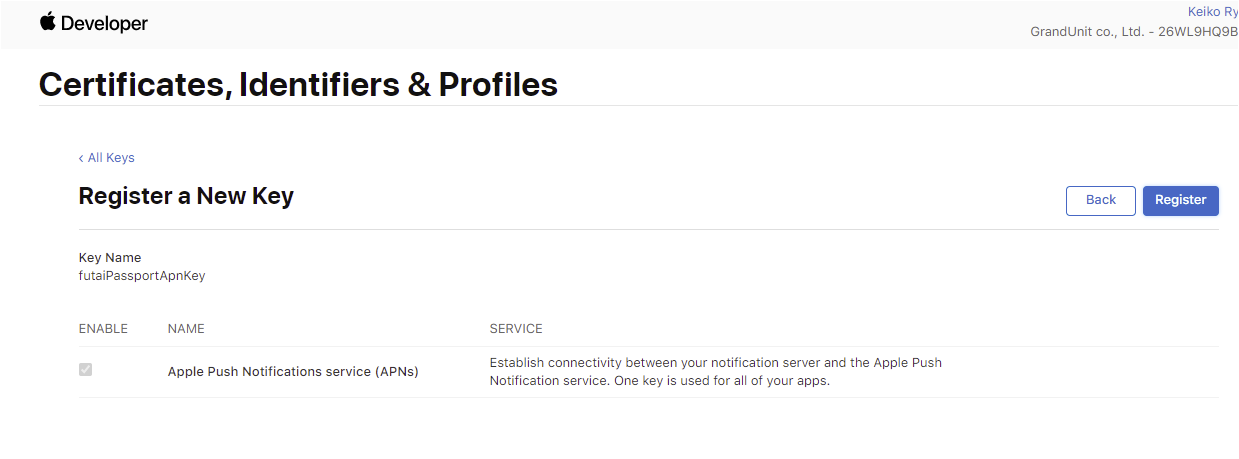 Developer
Keiko Ry
GrandUnit co., Ltd. - 26WL9HQ9B
Certificates, Identifiers & Profiles
‹ All Keys
Register a New Key
Back
Register
Key Name
futaiPassportApnKey
ENABLE NAME SERVICE
Apple Push Notifications service (APNs)
Establish connectivity between your notification server and the Apple Push
Notification service. One key is used for all of your apps.